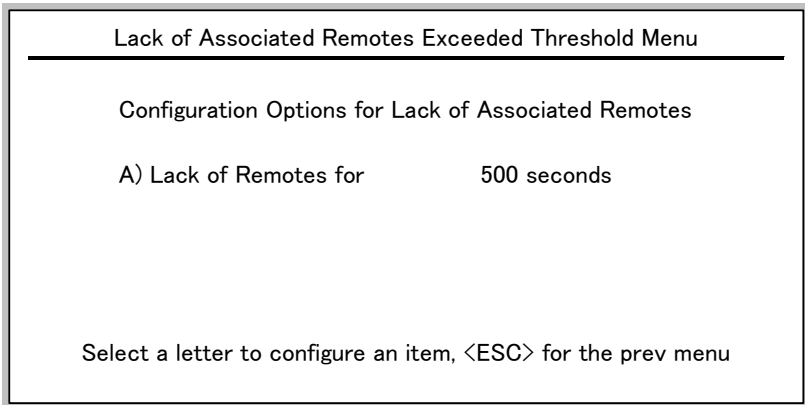 Lack of Associated Remotes Exceeded Threshold Menu
Configuration Options for Lack of Associated Remotes
A) Lack of Remotes for 500 seconds
Select a letter to configure an item, <ESC> for the prev menu